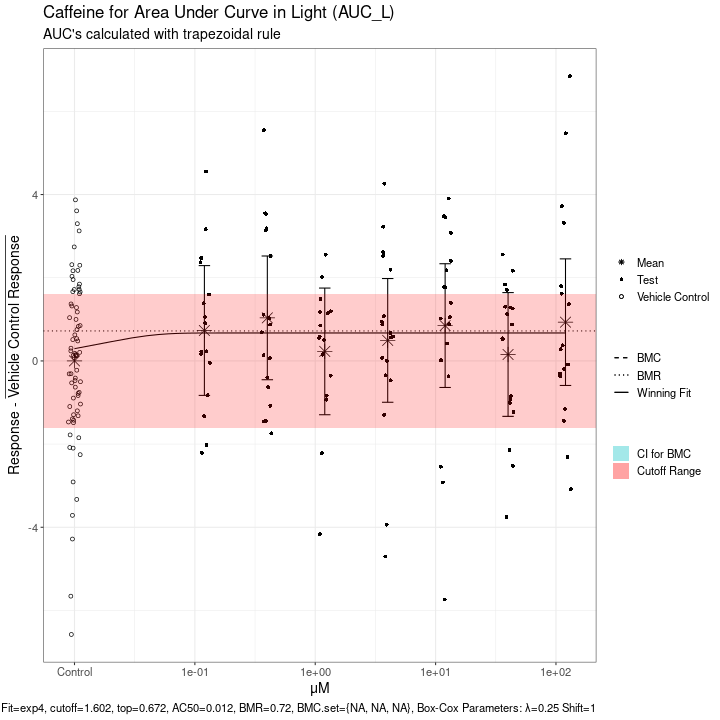 Caffeine for Area Under Curve in Light (AUC_L)
AUC's calculated with trapezoidal rule
Response - Vehicle Control Response
4
0
-4
Control
1e-01
1e+00
1e+01
1e+02
μM
Mean
Test
Vehicle Control
BMC
BMR
Winning Fit
CI for BMC
Cutoff Range
Fit=exp4, cutoff=1.602, top=0.672, AC50=0.012, BMR=0.72, BMC.set={NA, NA, NA}, Box-Cox Parameters: λ=0.25 Shift=1